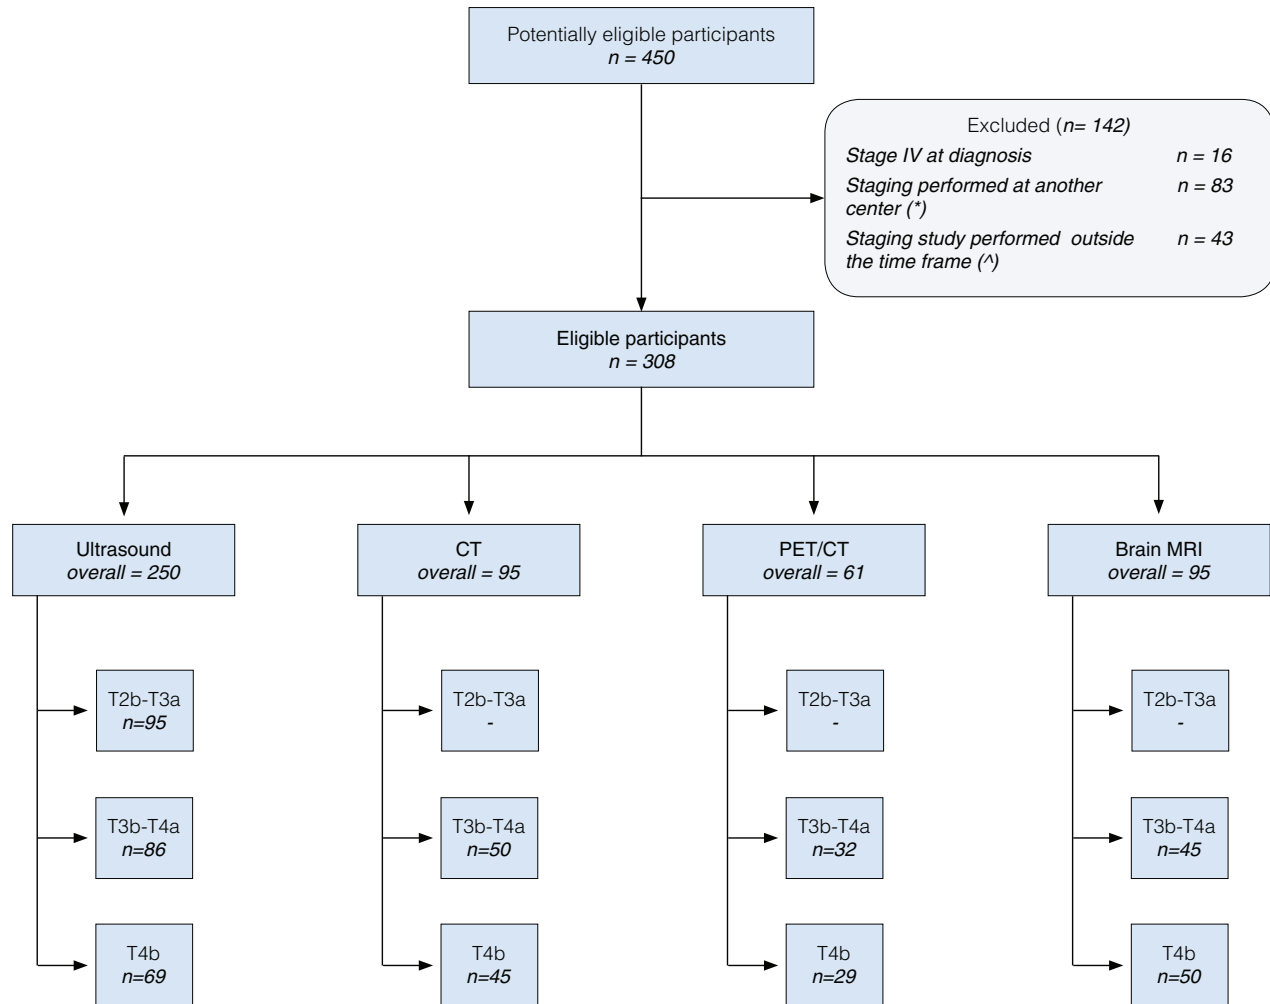 Potentially eligible participants
n = 450
Excluded (n= 142)
Stage IV at diagnosis n = 16
Staging performed at another n = 83
center (*)
Staging study performed outside n = 43
the time frame (^)
Eligible participants
n = 308
Ultrasound
overall = 250
CT
overall = 95
PET/CT
overall = 61
Brain MRI
overall = 95
T2b-T3a
n=95
T2b-T3a
-
T2b-T3a
-
T2b-T3a
-
T3b-T4a
n=86
T3b-T4a
n=50
T3b-T4a
n=32
T3b-T4a
n=45
T4b
n=69
T4b
n=45
T4b
n=29
T4b
n=50